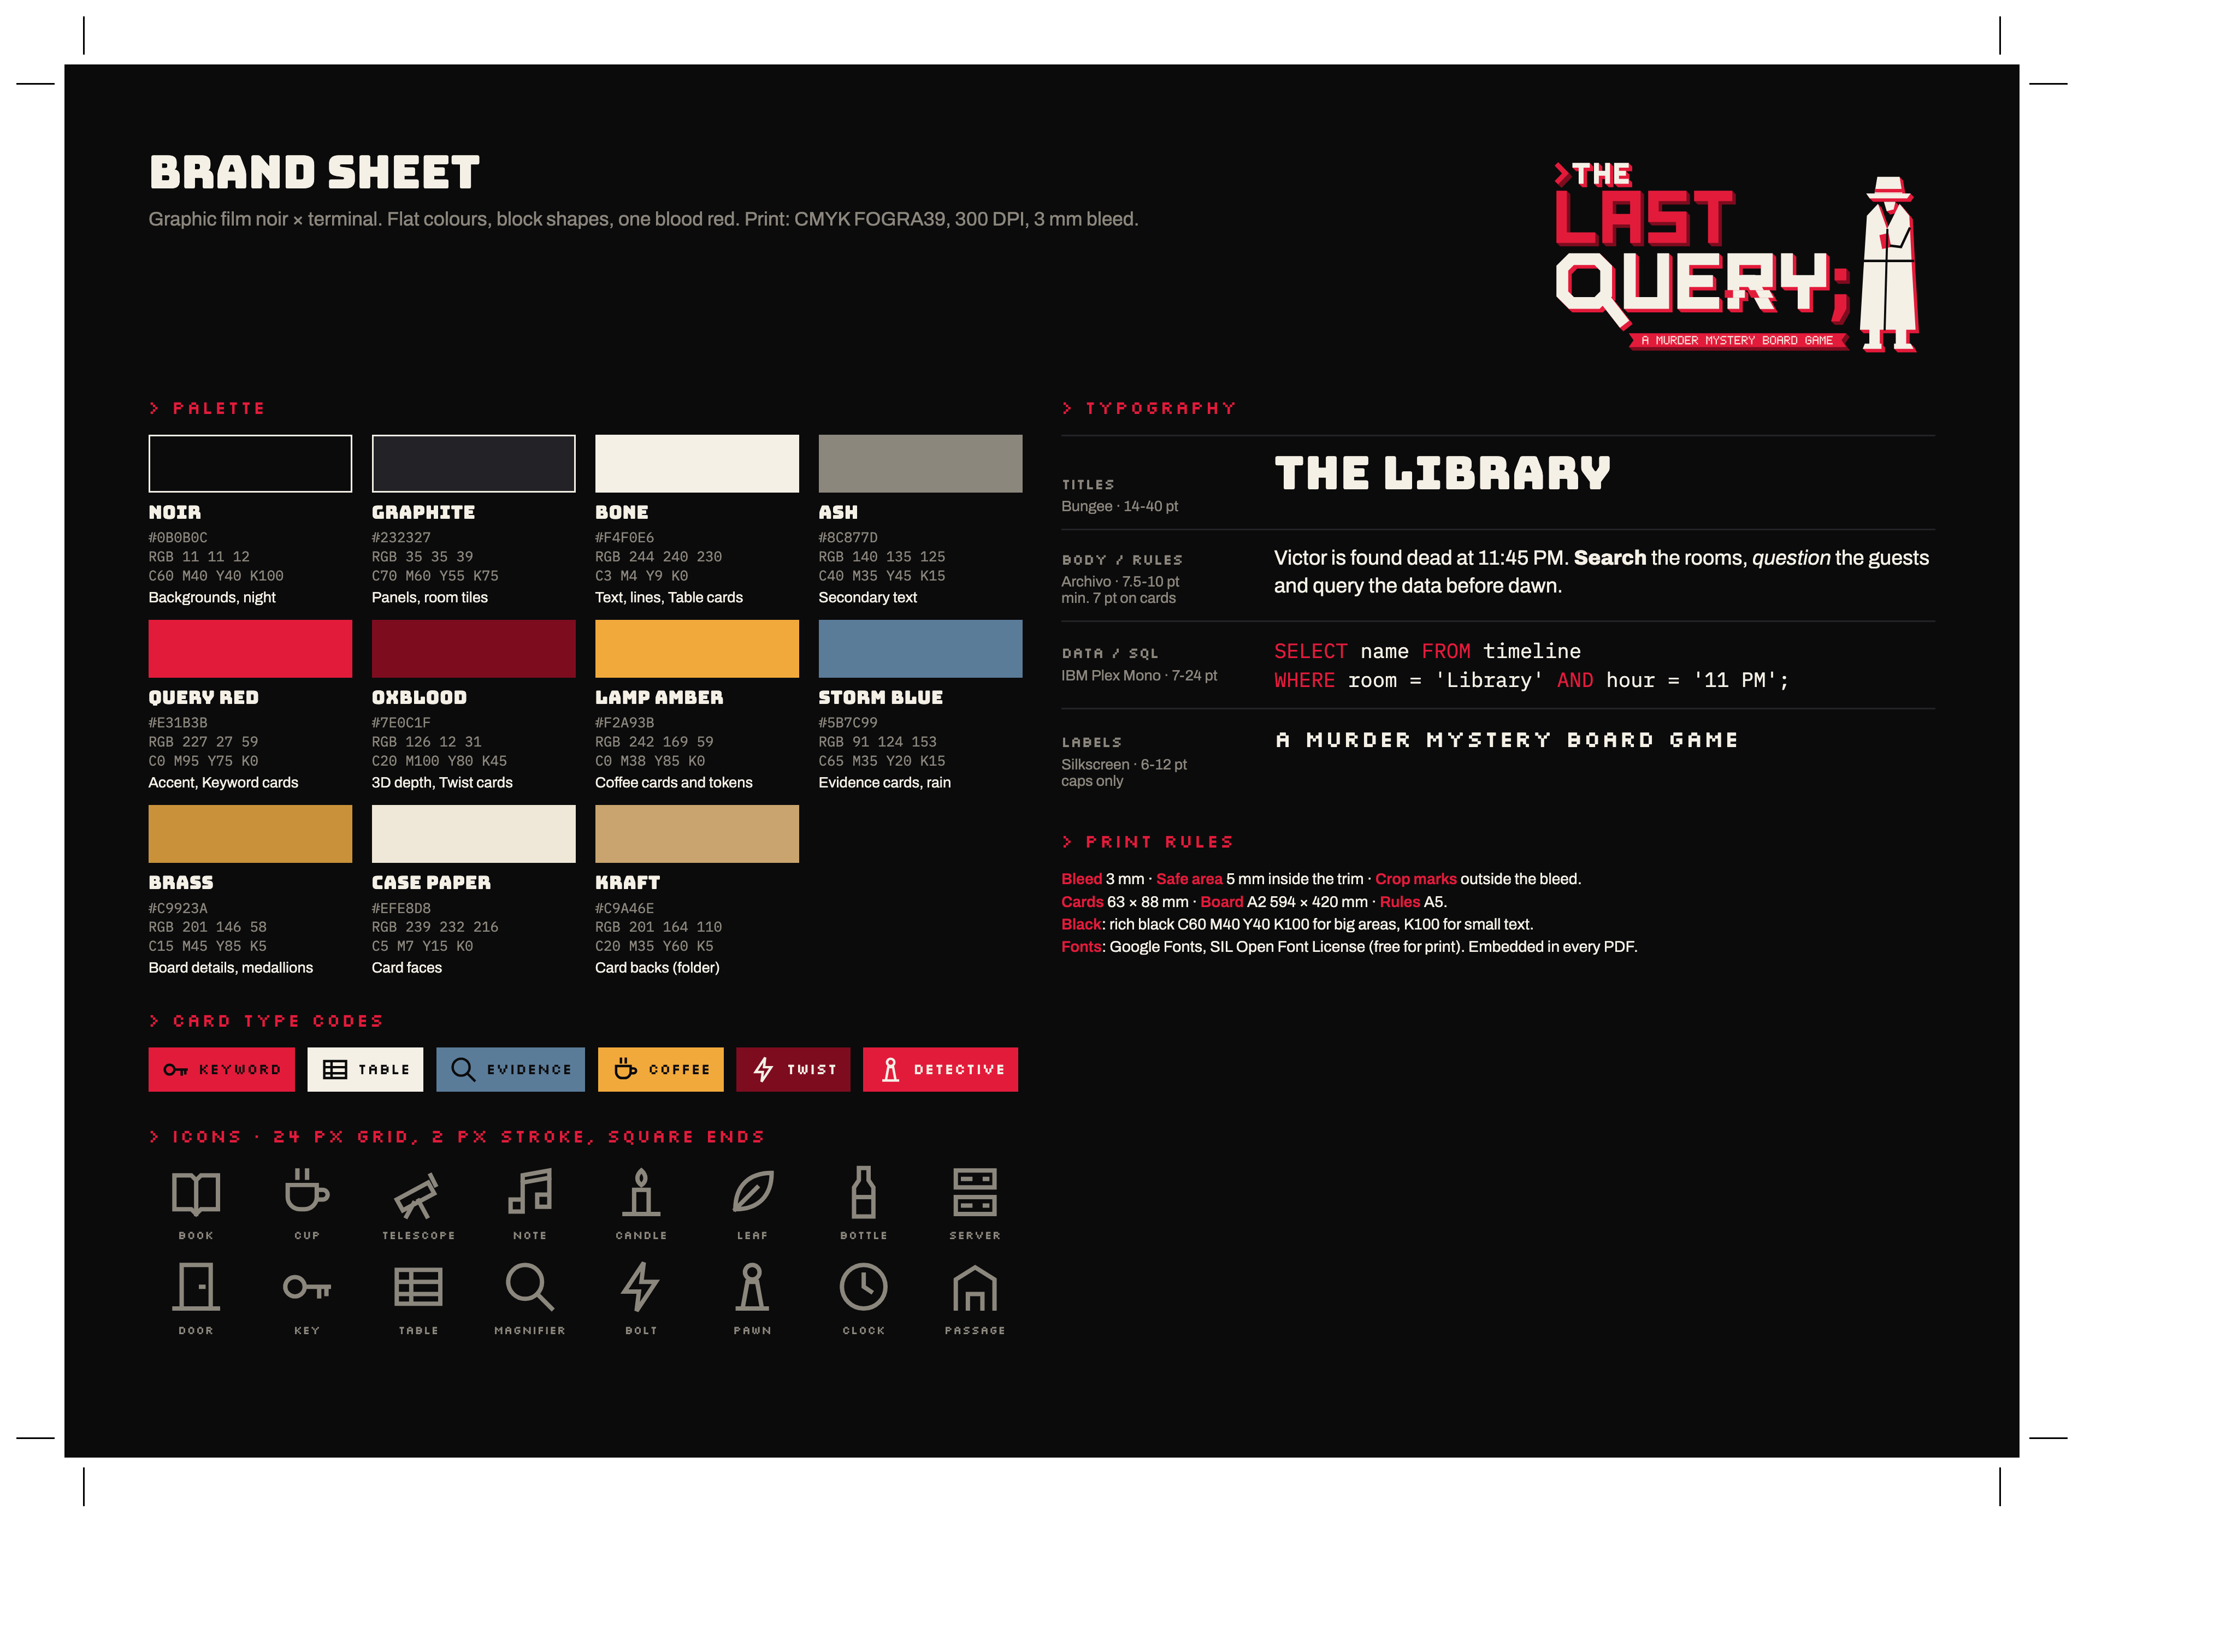 BRAND SHEET
Graphic film noir × terminal. Flat colours, block shapes, one blood red. Print: CMYK FOGRA39, 300 DPI, 3 mm bleed.
>THE
LAST
QUERY;
A MURDER MYSTERY BOARD GAME
> PALETTE
NOIR
#0B0B0C
RGB 11 11 12
C60 M40 Y40 K100
Backgrounds, night
GRAPHITE
#232327
RGB 35 35 39
C70 M60 Y55 K75
Panels, room tiles
BONE
#F4F0E6
RGB 244 240 230
C3 M4 Y9 K0
Text, lines, Table cards
ASH
#8C877D
RGB 140 135 125
C40 M35 Y45 K15
Secondary text
QUERY RED
#E31B3B
RGB 227 27 59
C0 M95 Y75 K0
Accent, Keyword cards
OXBLOOD
#7E0C1F
RGB 126 12 31
C20 M100 Y80 K45
3D depth, Twist cards
LAMP AMBER
#F2A93B
RGB 242 169 59
C0 M38 Y85 K0
Coffee cards and tokens
STORM BLUE
#5B7C99
RGB 91 124 153
C65 M35 Y20 K15
Evidence cards, rain
BRASS
#C9923A
RGB 201 146 58
C15 M45 Y85 K5
Board details, medallions
CASE PAPER
#EFE8D8
RGB 239 232 216
C5 M7 Y15 K0
Card faces
KRAFT
#C9A46E
RGB 201 164 110
C20 M35 Y60 K5
Card backs (folder)
> CARD TYPE CODES
KEYWORD
TABLE
EVIDENCE
COFFEE
TWIST
DETECTIVE
> ICONS · 24 PX GRID, 2 PX STROKE, SQUARE ENDS
BOOK
CUP
TELESCOPE
NOTE
CANDLE
LEAF
BOTTLE
SERVER
DOOR
KEY
TABLE
MAGNIFIER
BOLT
PAWN
CLOCK
PASSAGE
> TYPOGRAPHY
TITLES
Bungee · 14-40 pt
THE LIBRARY
BODY / RULES
Archivo · 7.5-10 pt
min. 7 pt on cards
Victor is found dead at 11:45 PM. Search the rooms, question the guests
and query the data before dawn.
DATA / SQL
IBM Plex Mono · 7-24 pt
SELECT name FROM timeline
WHERE room = 'Library' AND hour = '11 PM';
LABELS
Silkscreen · 6-12 pt
caps only
A MURDER MYSTERY BOARD GAME
> PRINT RULES
Bleed 3 mm · Safe area 5 mm inside the trim · Crop marks outside the bleed.
Cards 63 × 88 mm · Board A2 594 × 420 mm · Rules A5.
Black: rich black C60 M40 Y40 K100 for big areas, K100 for small text.
Fonts: Google Fonts, SIL Open Font License (free for print). Embedded in every PDF.